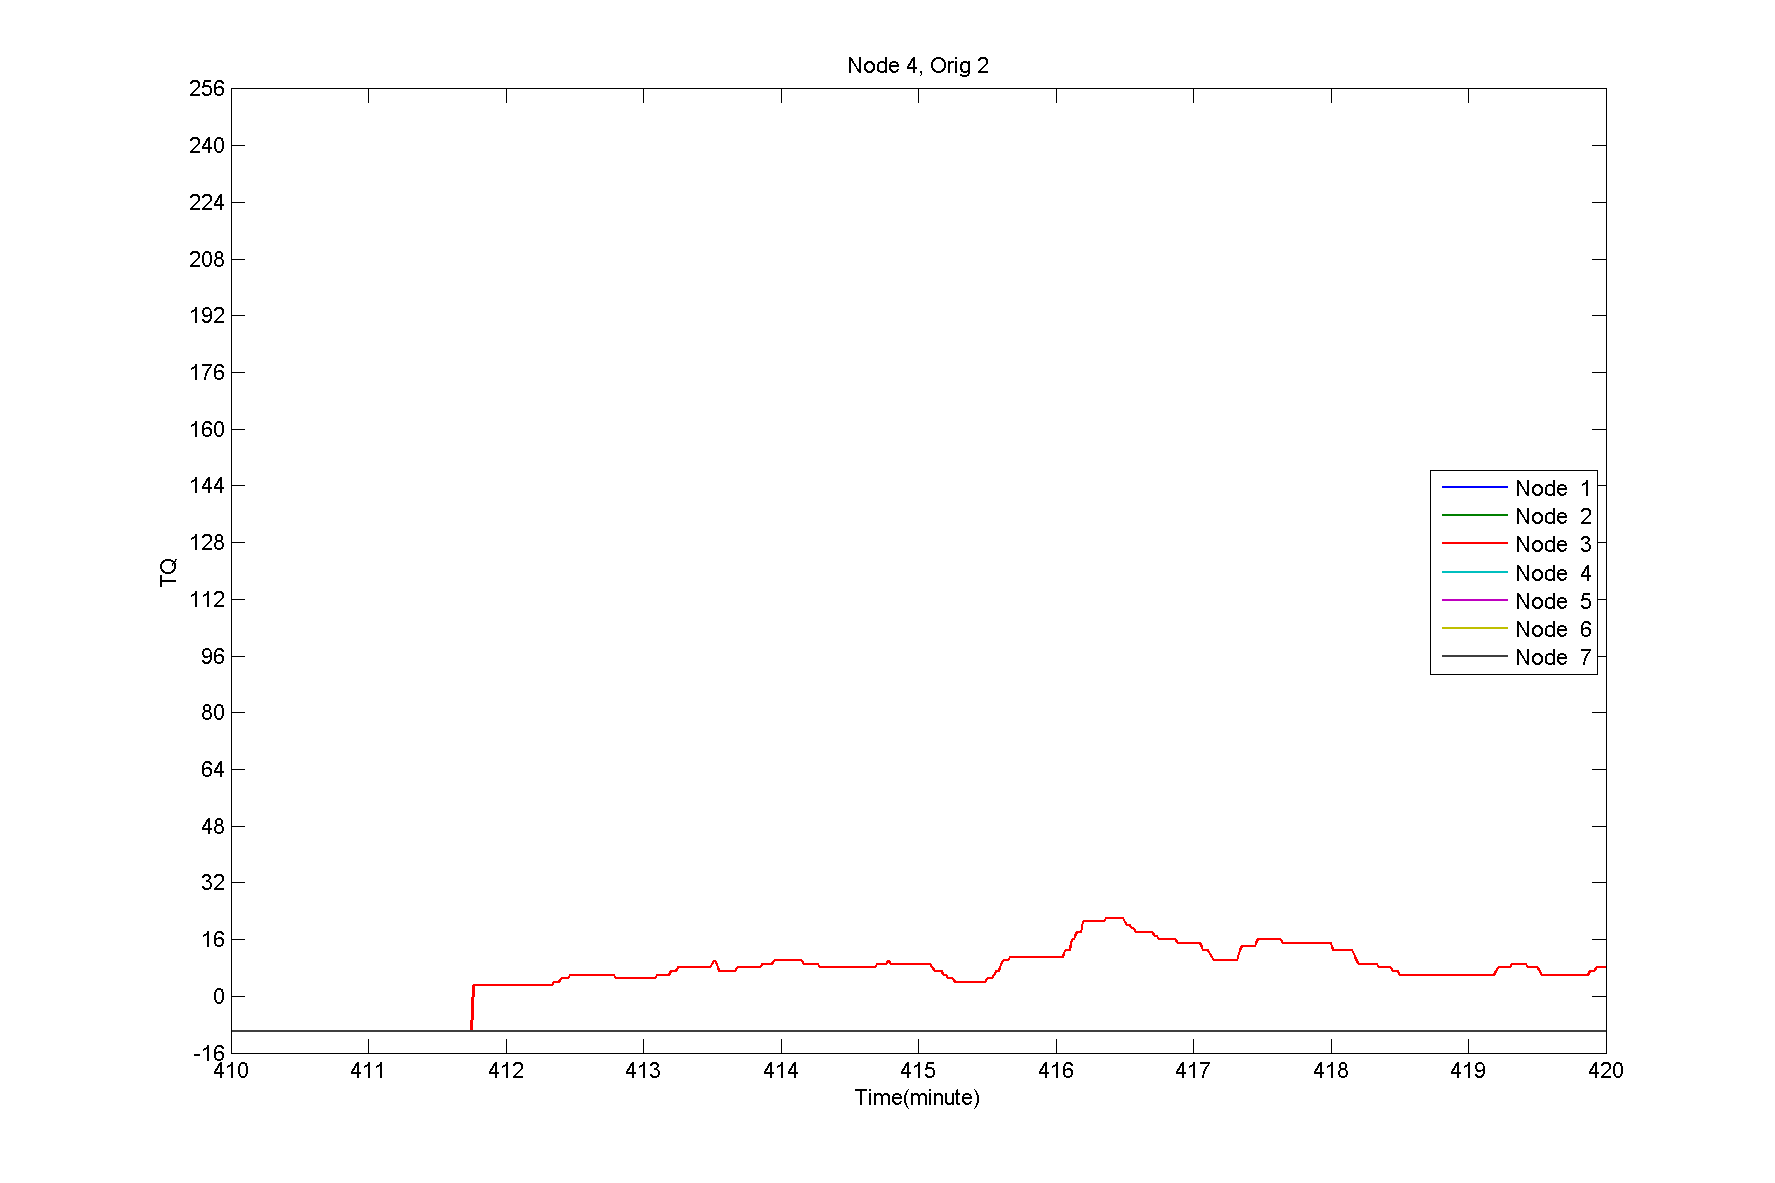 Node 4, Orig 2
256
240
224
208
192
176
160
144
128
112
96
80
64
48
32
16
0
-16
TQ
Node 1
Node 2
Node 3
Node 4
Node 5
Node 6
Node 7
410 411 412 413 414 415 416 417 418 419 420
Time(minute)